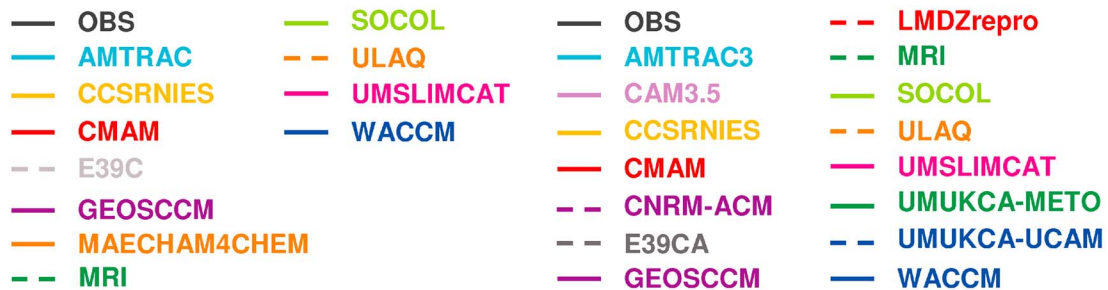 OBS
AMTRAC
CCSRNIES
CMAM
E39C
GEOSCCM
MAECHAM4CHEM
MRI
SOCOL
ULAQ
UMSLIMCAT
WACCM
OBS
AMTRAC3
CAM3.5
CCSRNIES
CMAM
CNRM-ACM
E39CA
GEOSCCM
LMDZrepro
MRI
SOCOL
ULAQ
UMSLIMCAT
UMUKCA-METO
UMUKCA-UCAM
WACCM